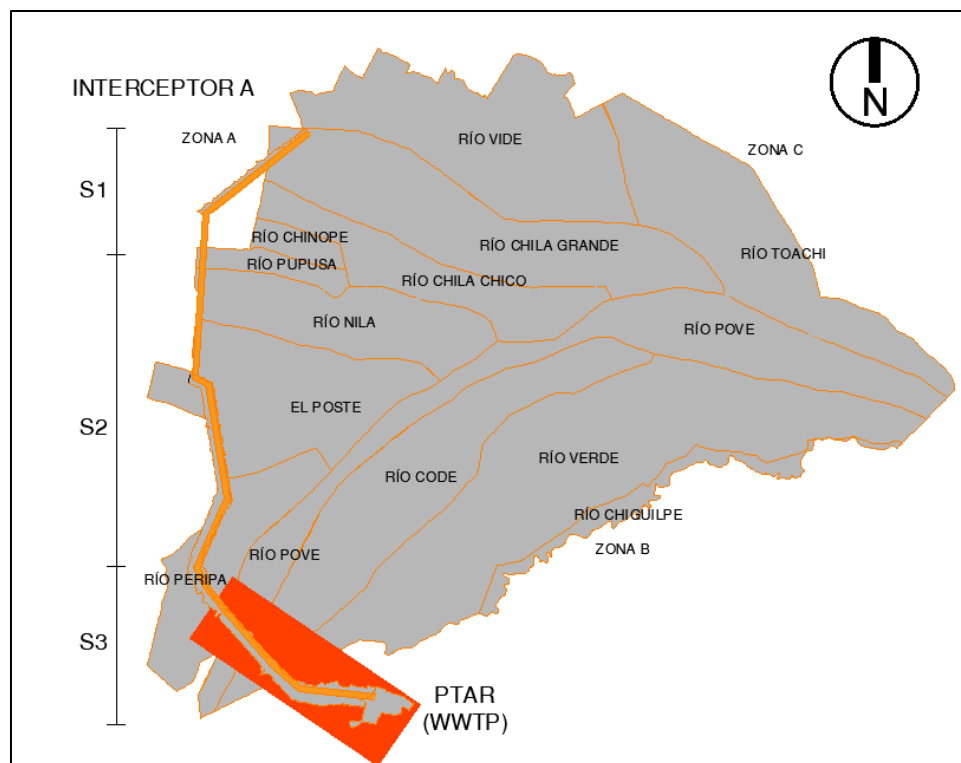 INTERCEPTOR A
ZONA A
RÍO VIDE
N
ZONA C
S1
RÍO CHINOPE
RÍO CHILA GRANDE
RÍO TOACHI
RÍO PUPUSA
RÍO CHILA CHICO
RÍO NILA
RÍO POVE
EL POSTE
S2
RÍO CODE
RÍO VERDE
RÍO CHIGUILPE
ZONA B
RÍO POVE
RÍO PERIPA
S3
PTAR
(WWTP)